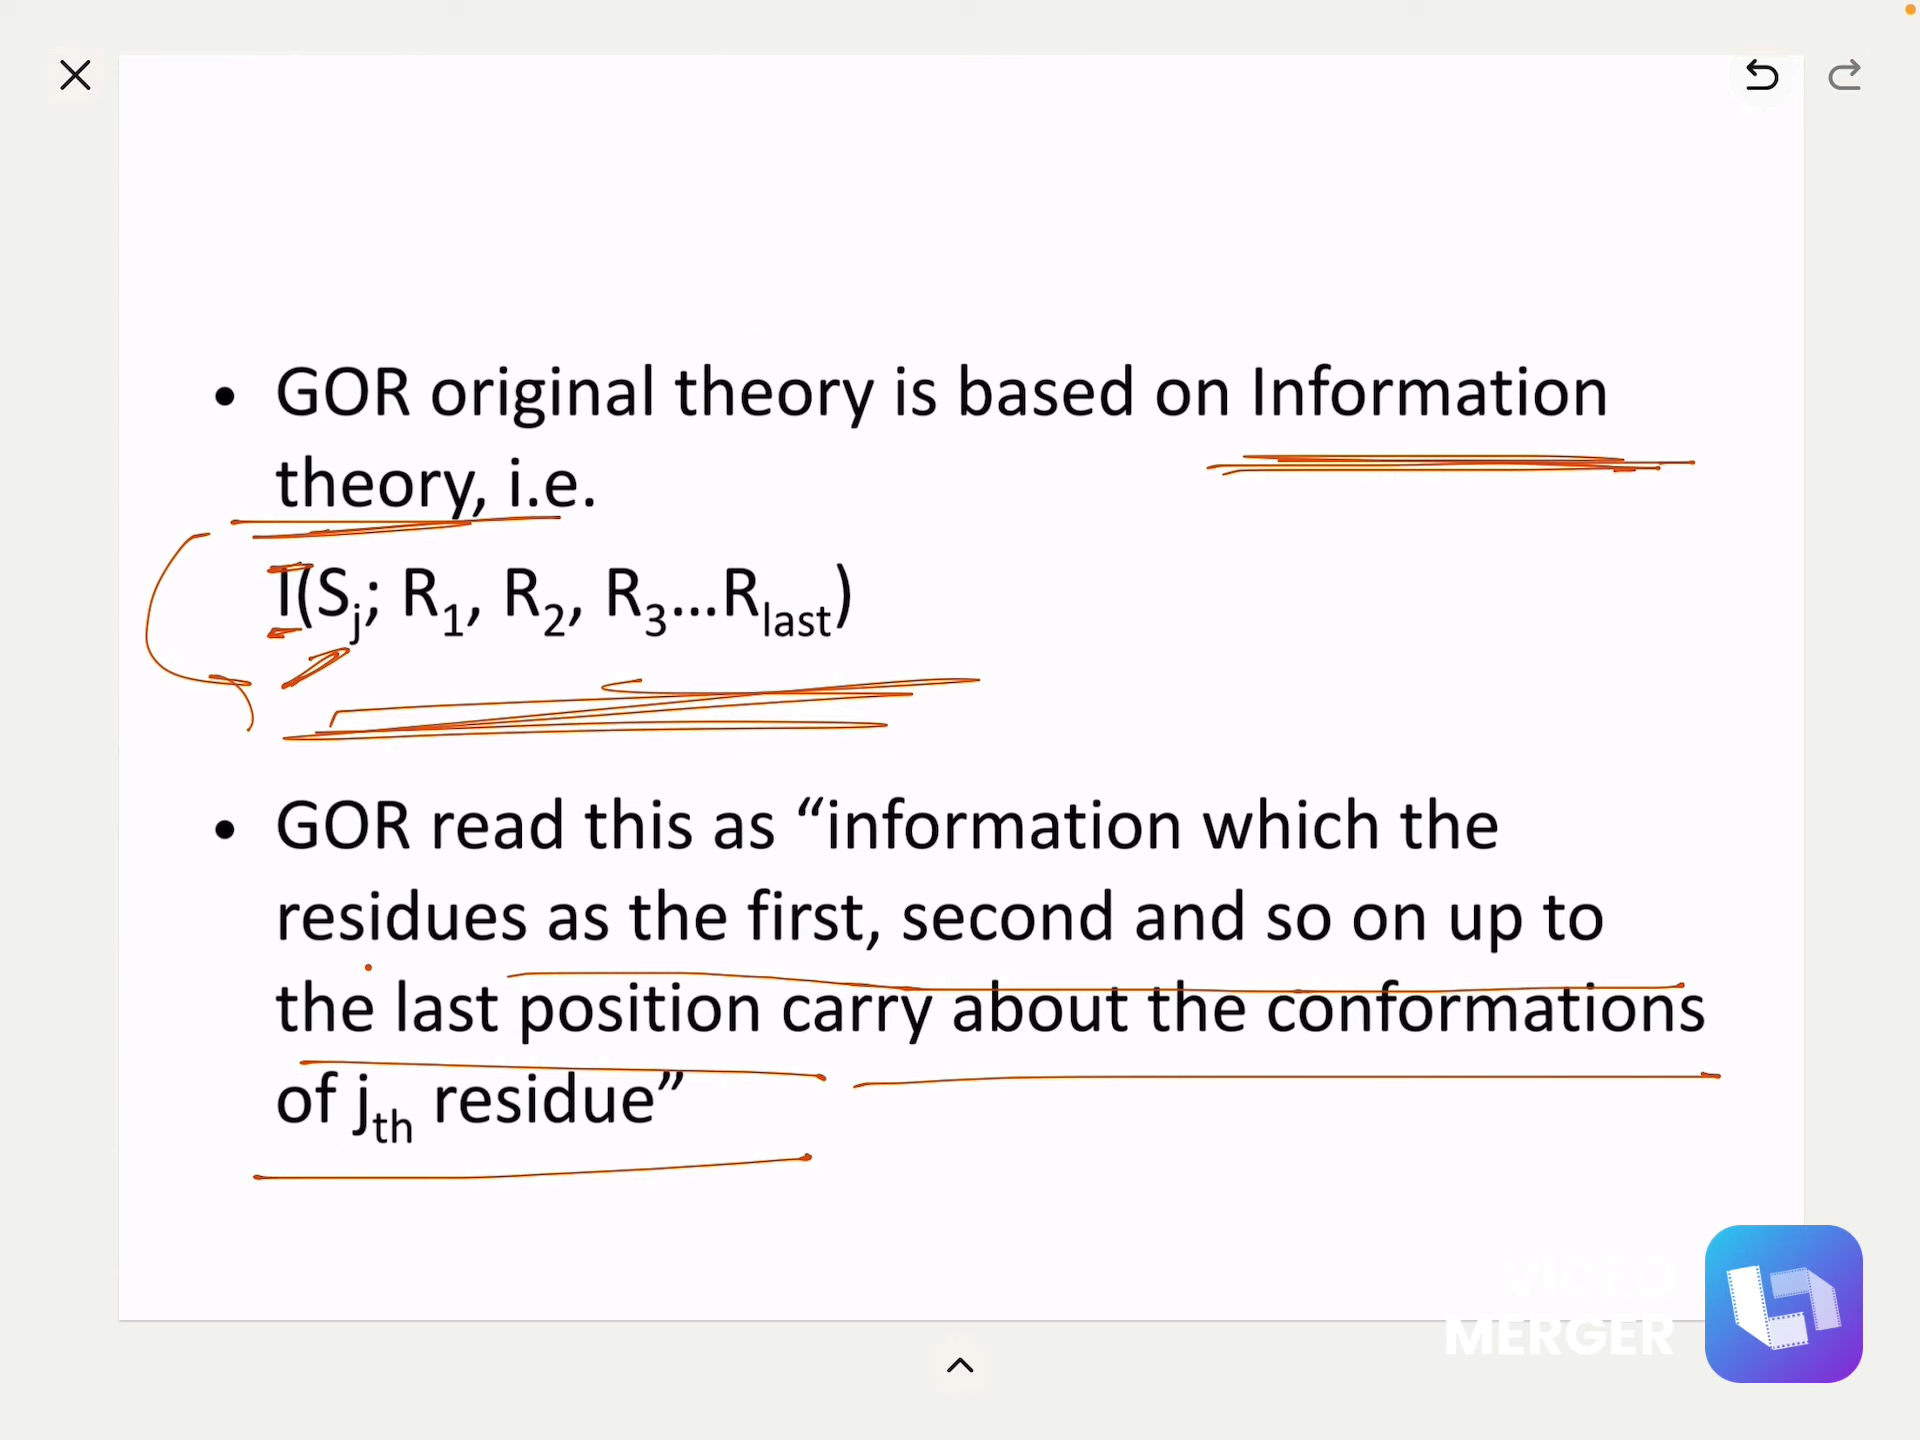 • GOR original theory is based on Information
theory, i.e.
I(Sj; R1, R2, R3...Rlast)
• GOR read this as “information which the
residues as the first, second and so on up to
the last position carry about the conformations
of jth residue”
VIDEO
MERGER